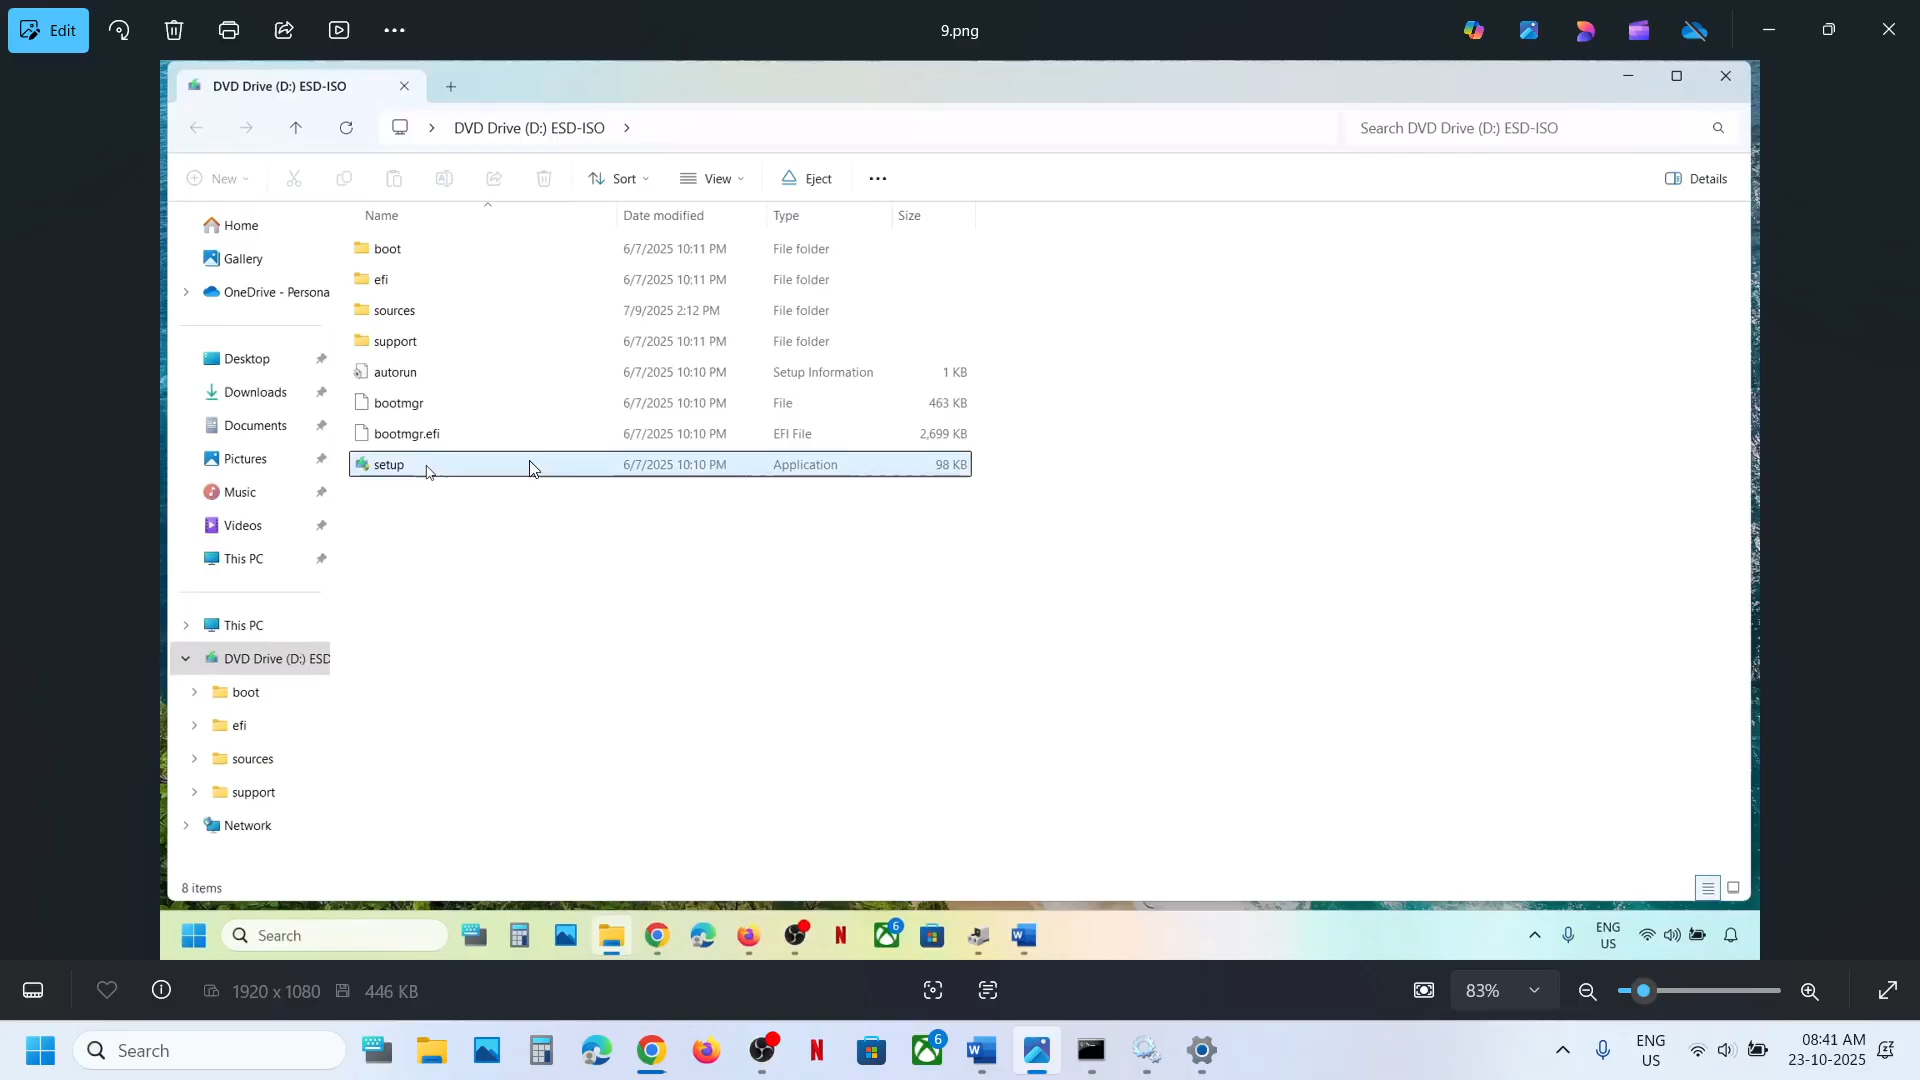 Edit
9.png
DVD Drive (D:) ESD-ISO
DVD Drive (D:) ESD-ISO
Search DVD Drive (D:) ESD-ISO
New
Sort
View
Eject
Details
Name Date modified Type Size
Home
Gallery
OneDrive - Persona
Desktop
Downloads
Documents
Pictures
Music
Videos
This PC
This PC
DVD Drive (D:) ESD
boot
efi
sources
support
Network
boot 6/7/2025 10:11 PM File folder
efi 6/7/2025 10:11 PM File folder
sources 7/9/2025 2:12 PM File folder
support 6/7/2025 10:11 PM File folder
autorun 6/7/2025 10:10 PM Setup Information 1 KB
bootmgr 6/7/2025 10:10 PM File 463 KB
bootmgr.efi 6/7/2025 10:10 PM EFI File 2,699 KB
setup 6/7/2025 10:10 PM Application 98 KB
8 items
Search
6
ENG
US
1920 x 1080 446 KB
83%
Search
6
ENG
US
08:41 AM
23-10-2025